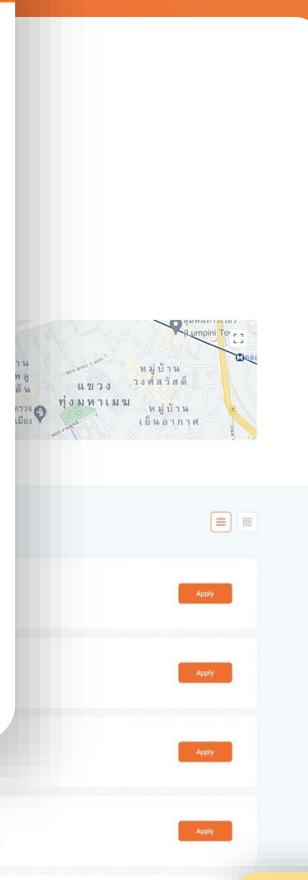 Lumpini To
หมู่บ้าน
วงศ์สวัสดิ์
แขวง
ทุ่งมหาเมฆ
หมู่บ้าน
เย็นอากาศ
Apply
Apply
Apply
Apply